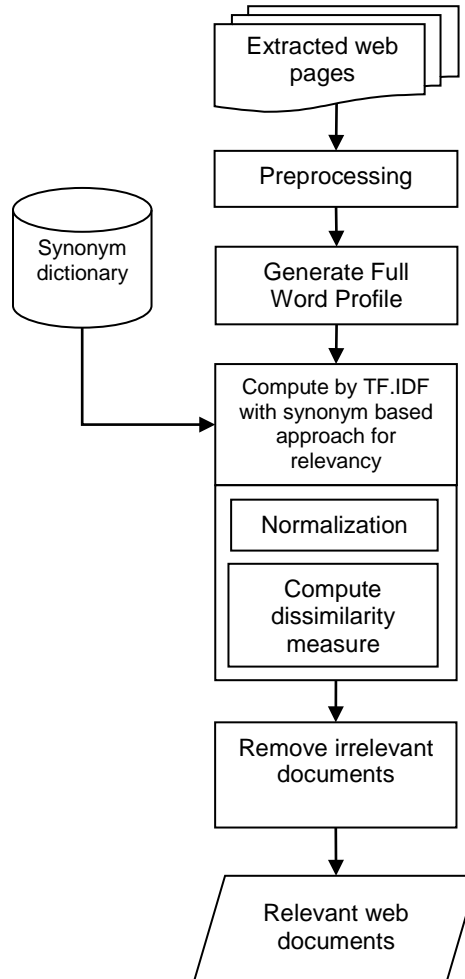 Extracted web
pages
Preprocessing
Synonym
dictionary
Generate Full
Word Profile
Compute by TF.IDF
with synonym based
approach for
relevancy
Normalization
Compute
dissimilarity
measure
Remove irrelevant
documents
Relevant web
documents